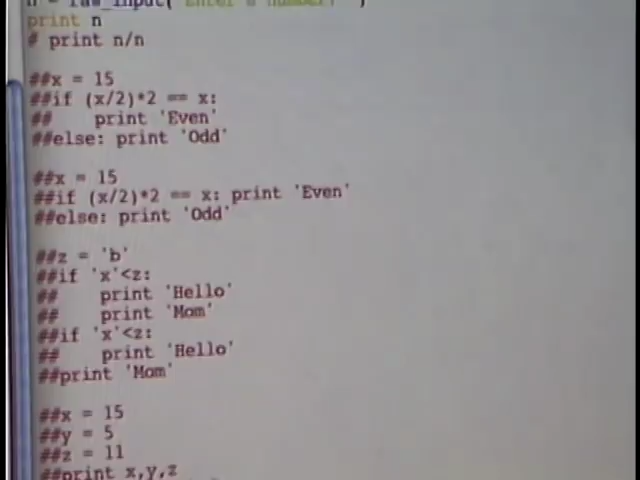 n = raw_input(
print n
# print n/n
##x = 15
##if (x/2)*2 == x:
##    print 'Even'
##else: print 'Odd'
##x = 15
##if (x/2)*2 == x: print 'Even'
##else: print 'Odd'
##z = 'b'
##if 'x'<z:
##    print 'Hello'
##    print 'Mom'
##if 'x'<z:
##    print 'Hello'
##print 'Mom'
##x = 15
##y = 5
##z = 11
##print x,y,z